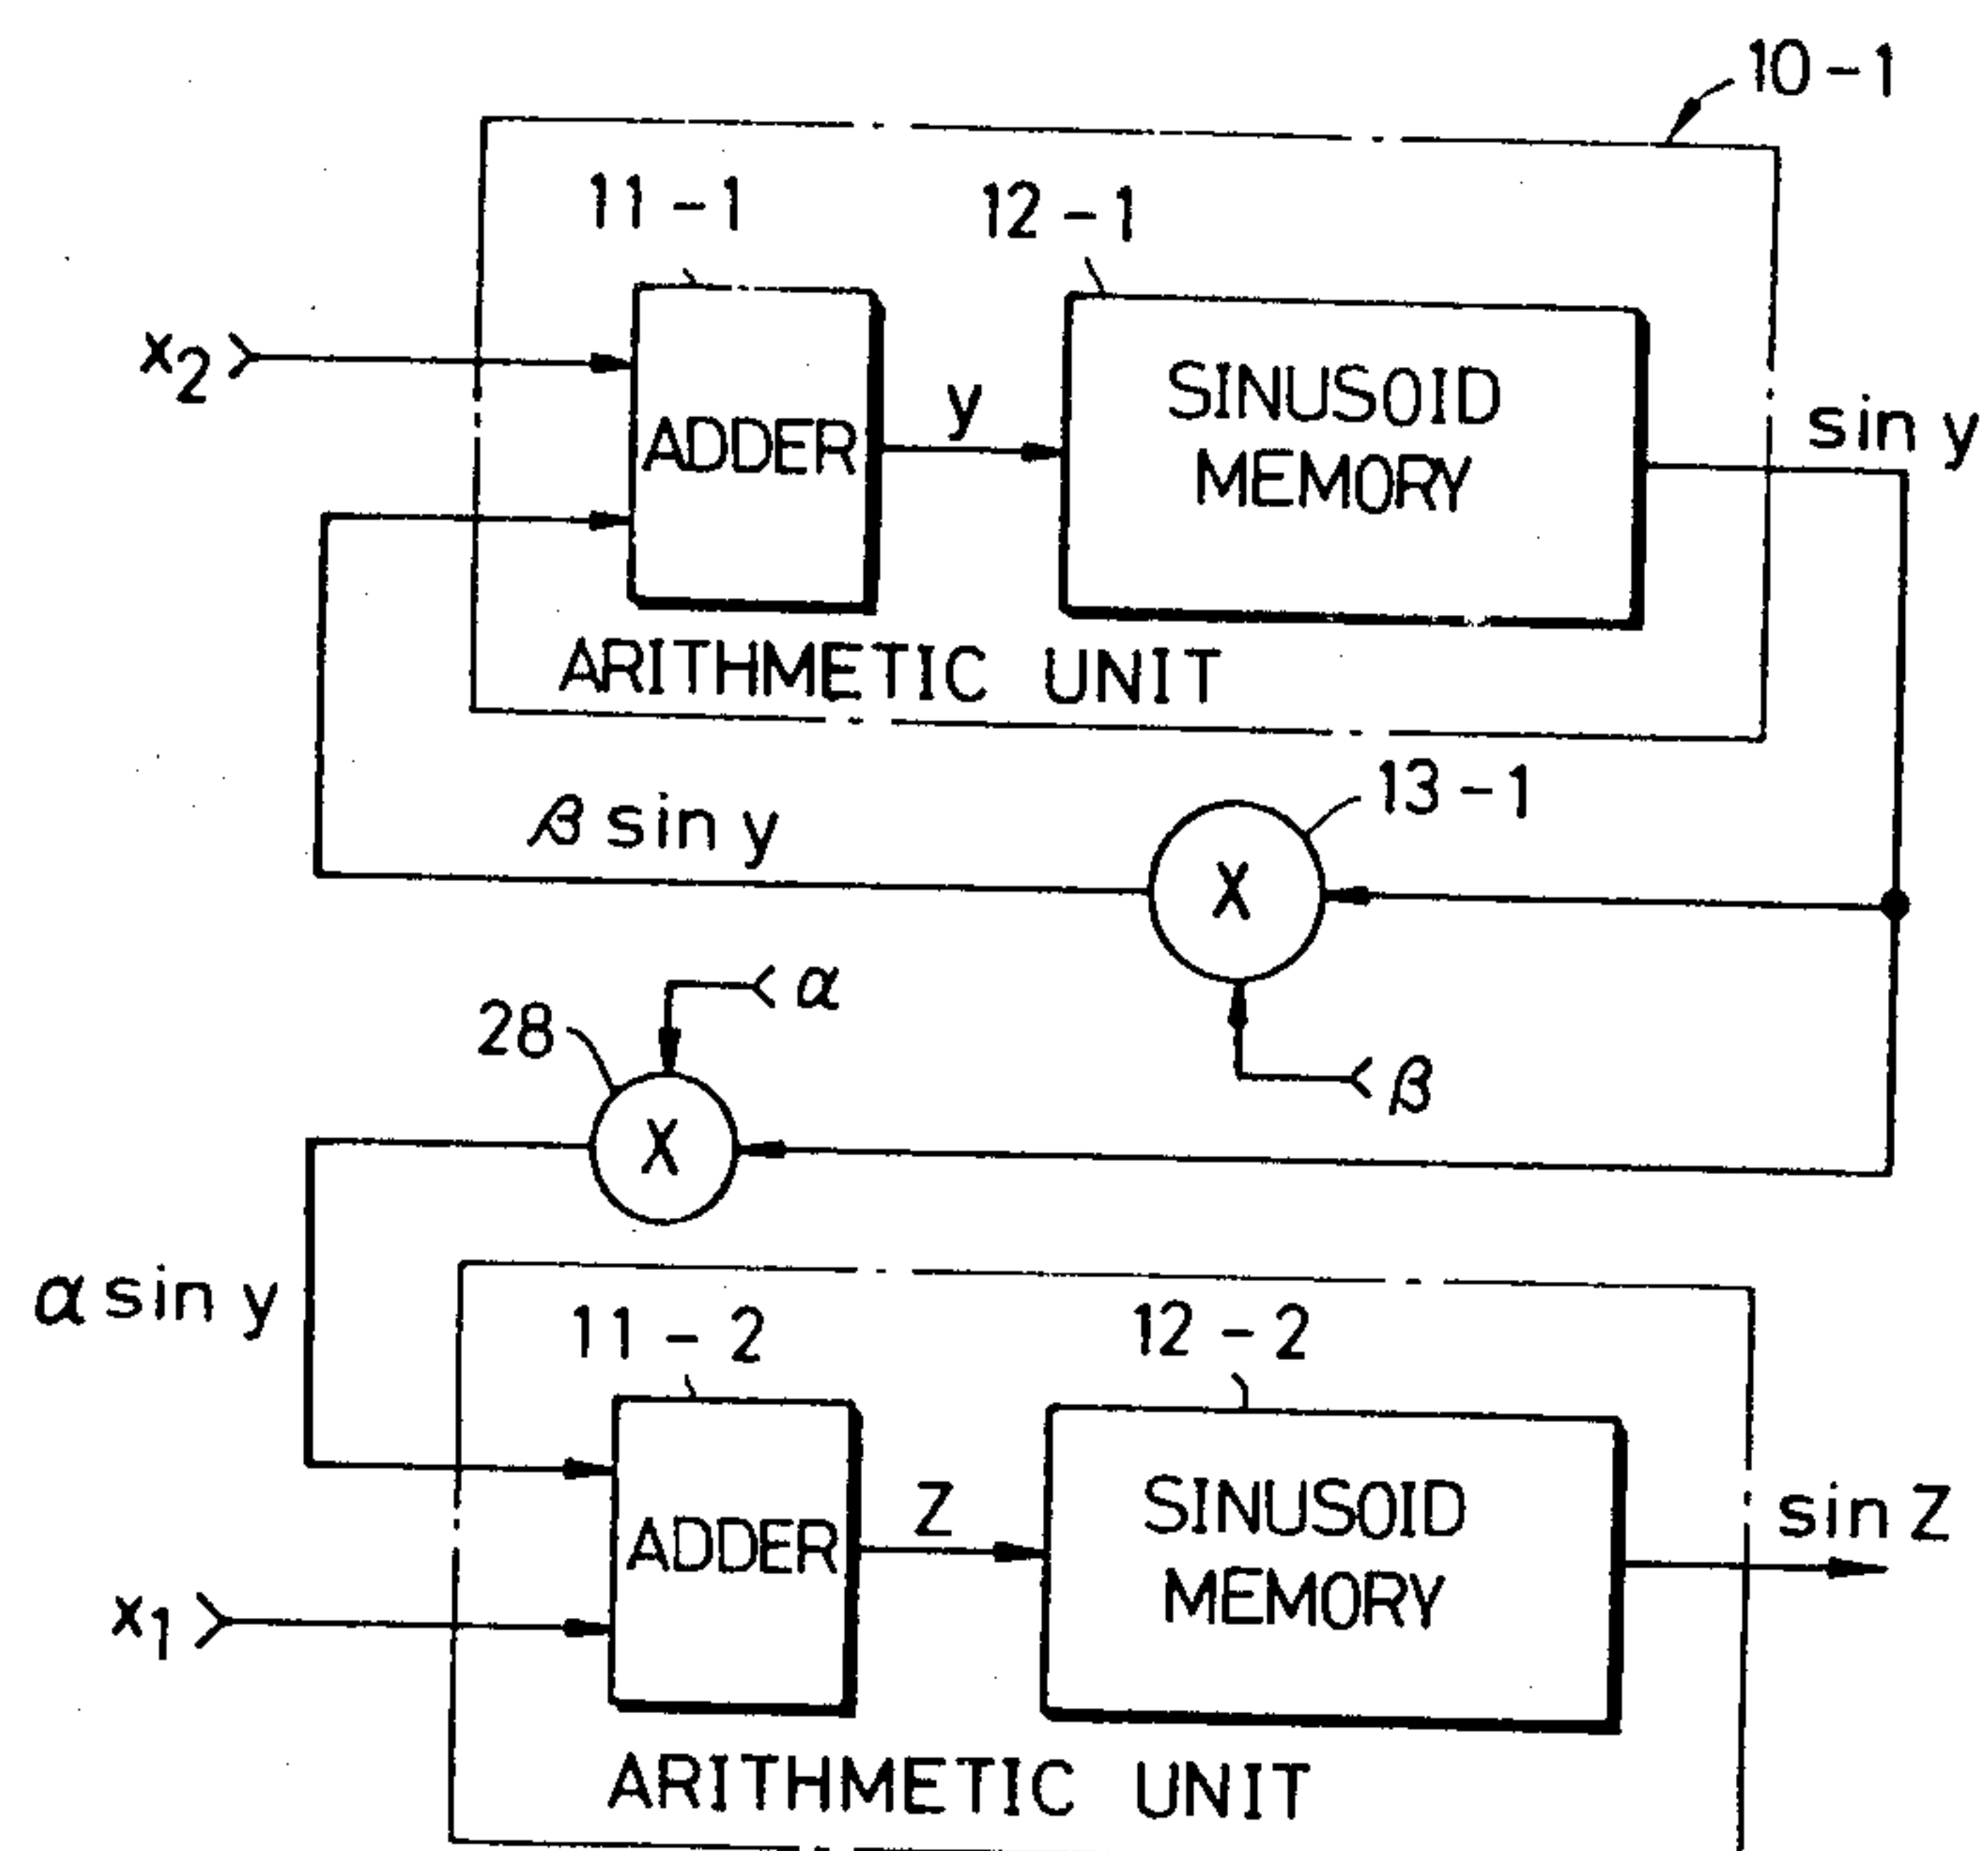 10-1
11-1
12-1
x2
ADDER
y
SINUSOID
MEMORY
sin y
ARITHMETIC UNIT
13-1
β sin y
X
α
28
β
X
α sin y
11-2
12-2
ADDER
Z
SINUSOID
MEMORY
sin Z
x1
ARITHMETIC UNIT